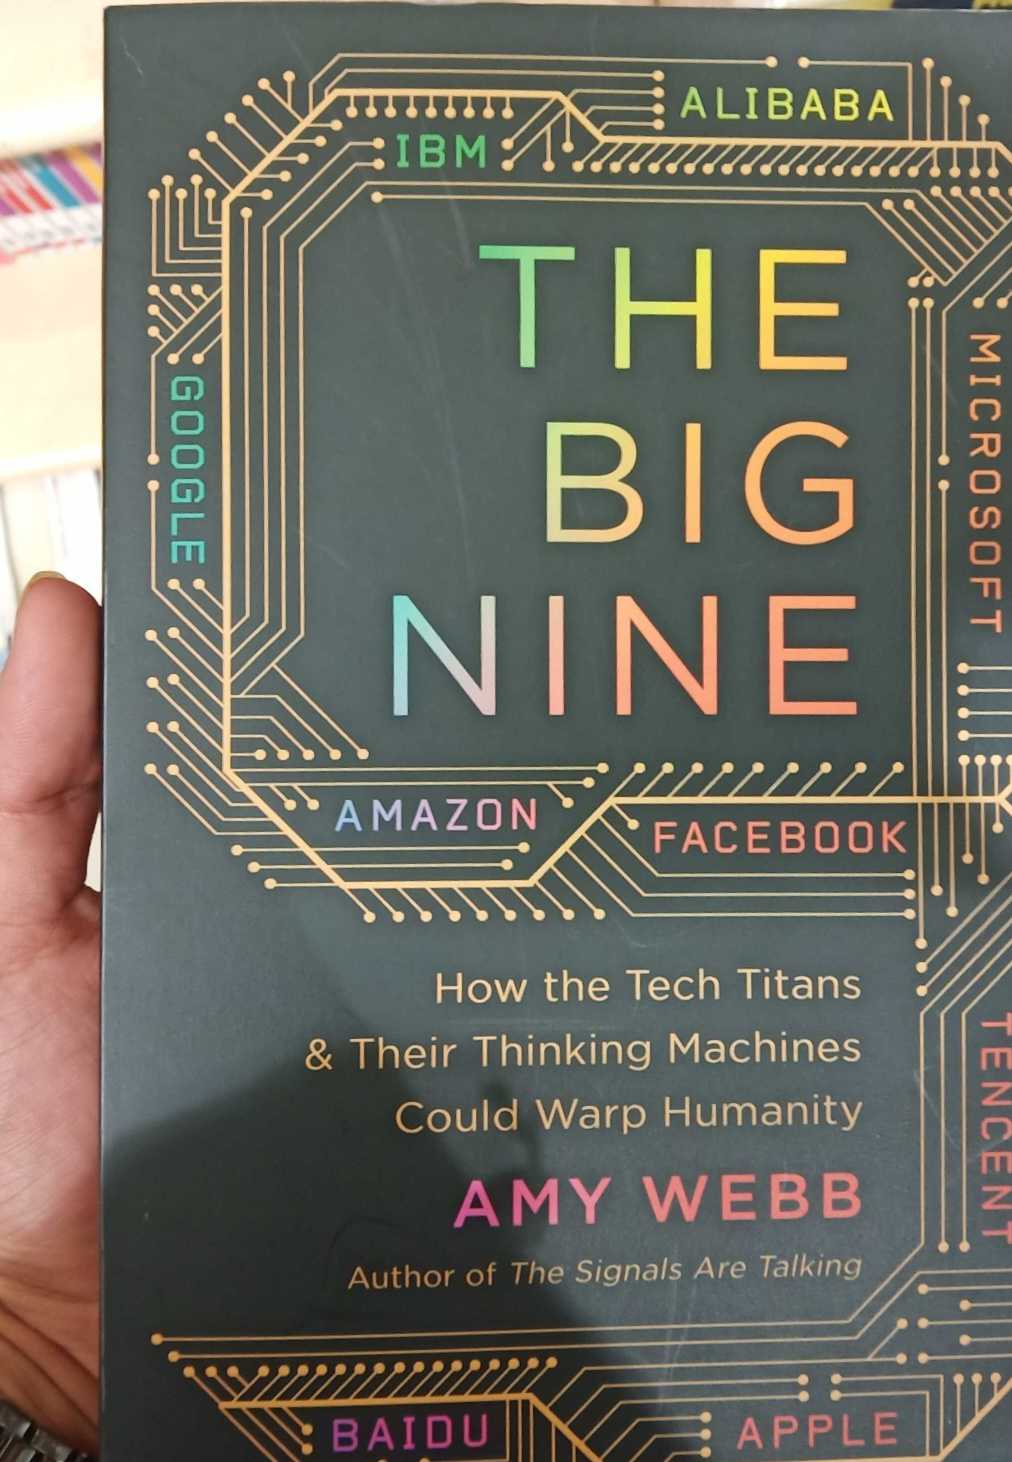 ALIBABA
IBM
THE
BIG
NINE
GOOGLE
MICROSOFT
AMAZON
FACEBOOK
How the Tech Titans
& Their Thinking Machines
Could Warp Humanity
TENCENT
AMY WEBB
Author of The Signals Are Talking
BAIDU
APPLE